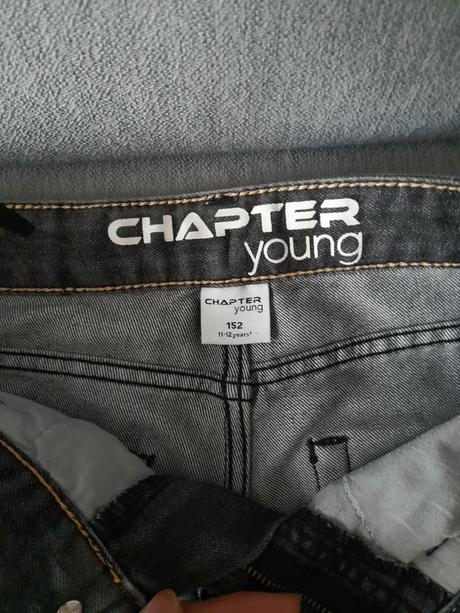 CHAPTER
young
CHAPTER
young
152
11-12 years